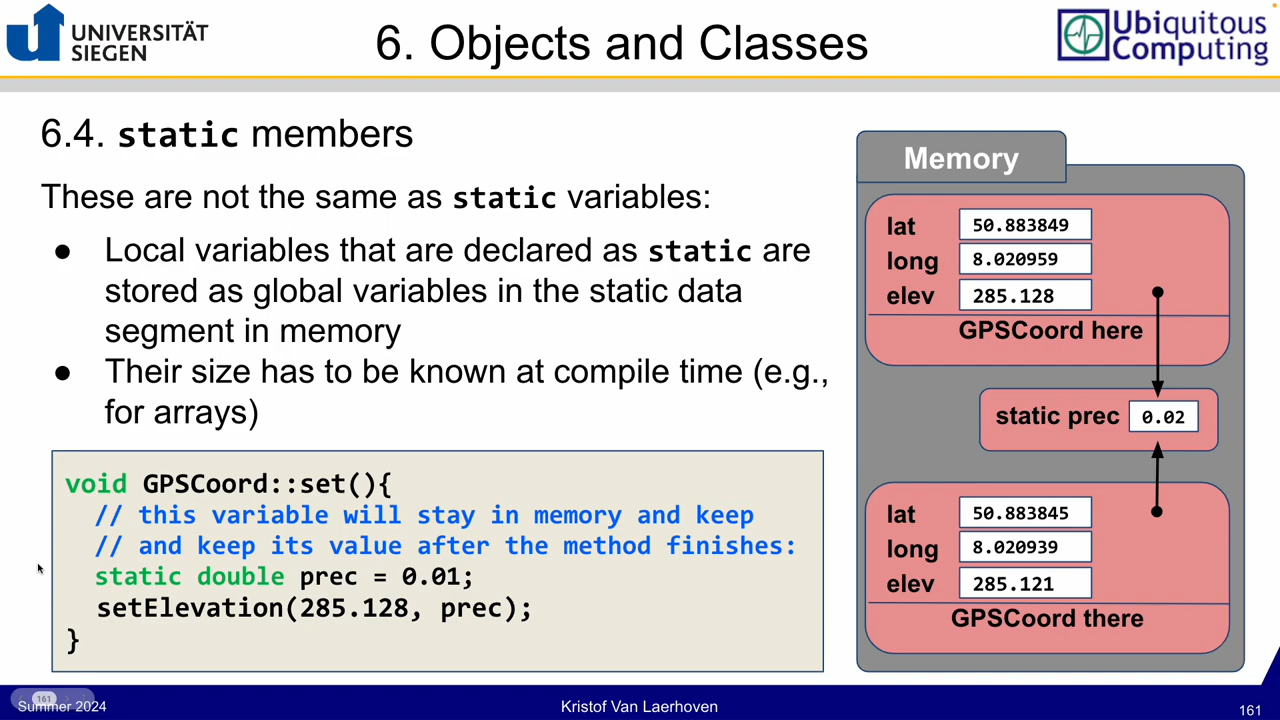 UNIVERSITÄT
SIEGEN
6. Objects and Classes
Ubiquitous
Computing
6.4. static members
These are not the same as static variables:
● Local variables that are declared as static are
stored as global variables in the static data
segment in memory
● Their size has to be known at compile time (e.g.,
for arrays)
void GPSCoord::set(){
// this variable will stay in memory and keep
// and keep its value after the method finishes:
static double prec = 0.01;
setElevation(285.128, prec);
}
Memory
lat 50.883849
long 8.020959
elev 285.128
GPSCoord here
static prec 0.02
lat 50.883845
long 8.020939
elev 285.121
GPSCoord there
161
Summer 2024
Kristof Van Laerhoven
161